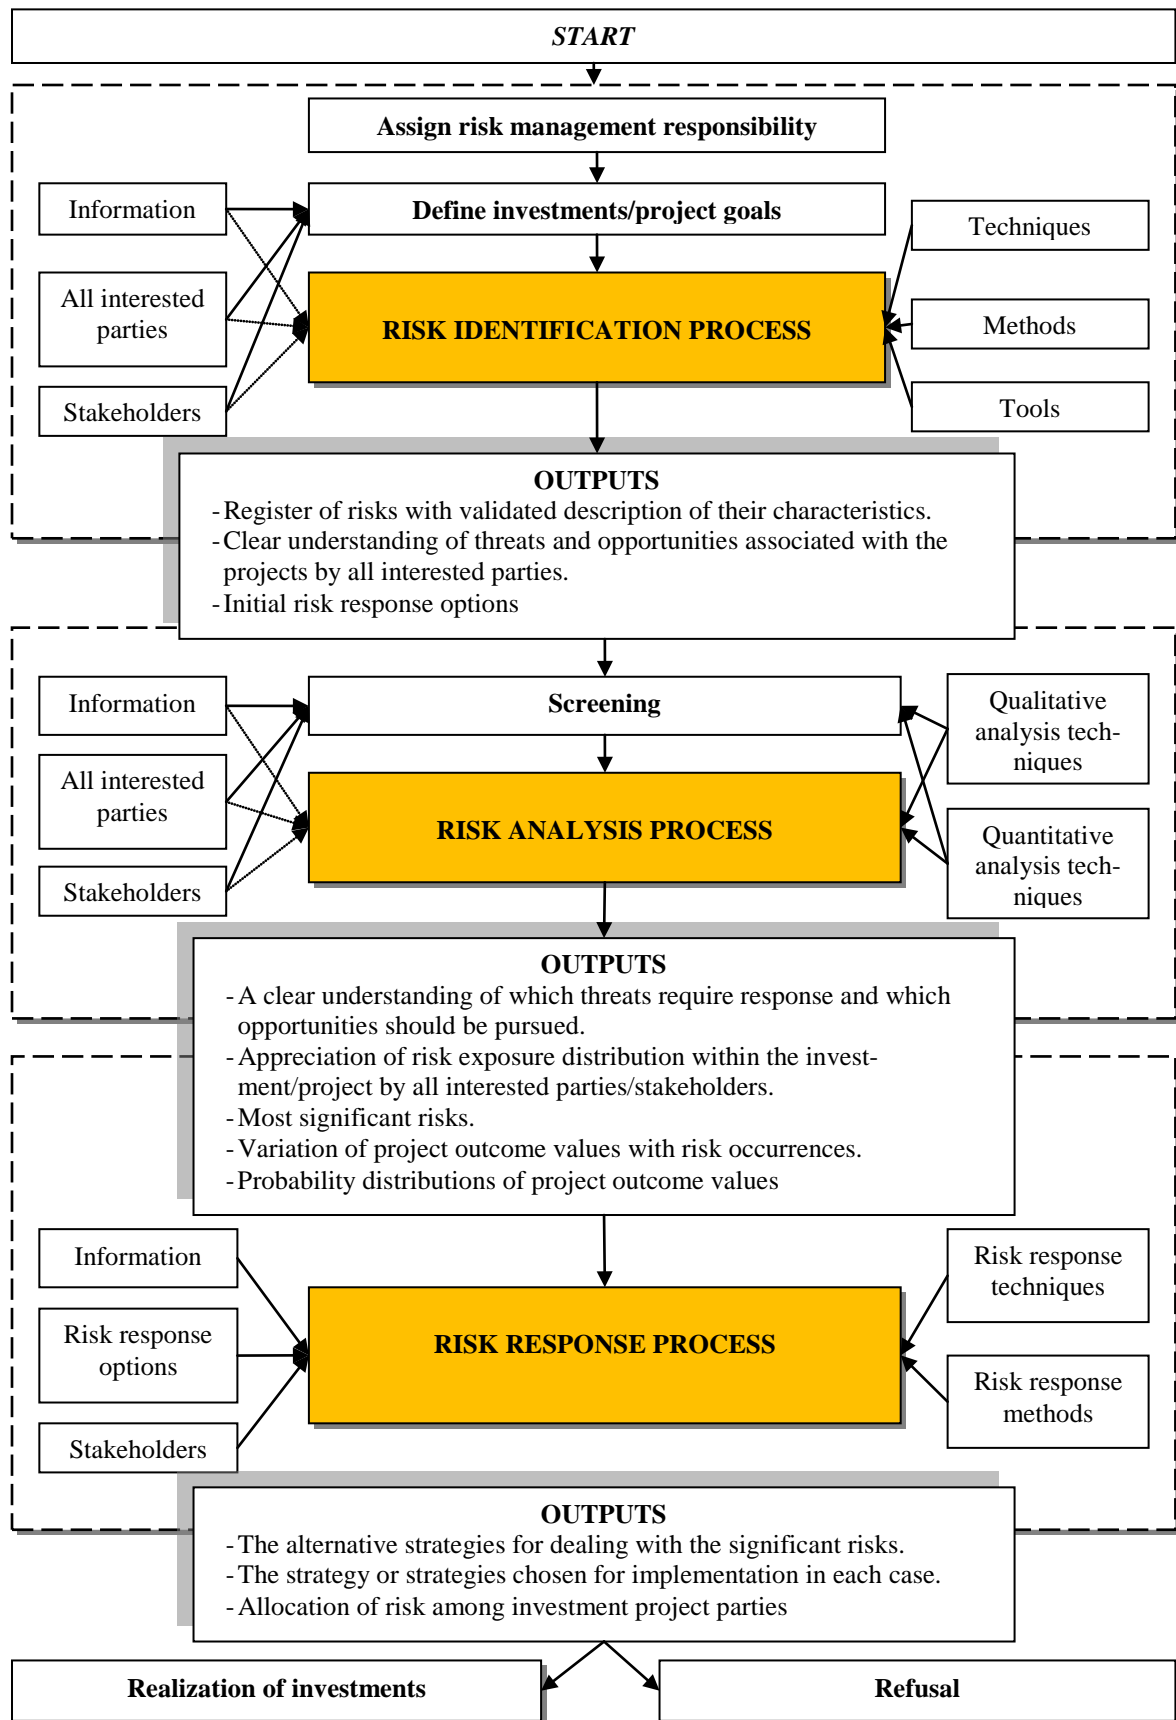 START
Assign risk management responsibility
Information
Define investments/project goals
Techniques
All interested
parties
RISK IDENTIFICATION PROCESS
Methods
Stakeholders
Tools
OUTPUTS
- Register of risks with validated description of their characteristics.
- Clear understanding of threats and opportunities associated with the
projects by all interested parties.
- Initial risk response options
Information
Screening
Qualitative
analysis tech-
niques
All interested
parties
RISK ANALYSIS PROCESS
Quantitative
analysis tech-
niques
Stakeholders
OUTPUTS
- A clear understanding of which threats require response and which
opportunities should be pursued.
- Appreciation of risk exposure distribution within the invest-
ment/project by all interested parties/stakeholders.
- Most significant risks.
- Variation of project outcome values with risk occurrences.
- Probability distributions of project outcome values
Information
Risk response
techniques
Risk response
options
RISK RESPONSE PROCESS
Risk response
methods
Stakeholders
OUTPUTS
- The alternative strategies for dealing with the significant risks.
- The strategy or strategies chosen for implementation in each case.
- Allocation of risk among investment project parties
Realization of investments
Refusal